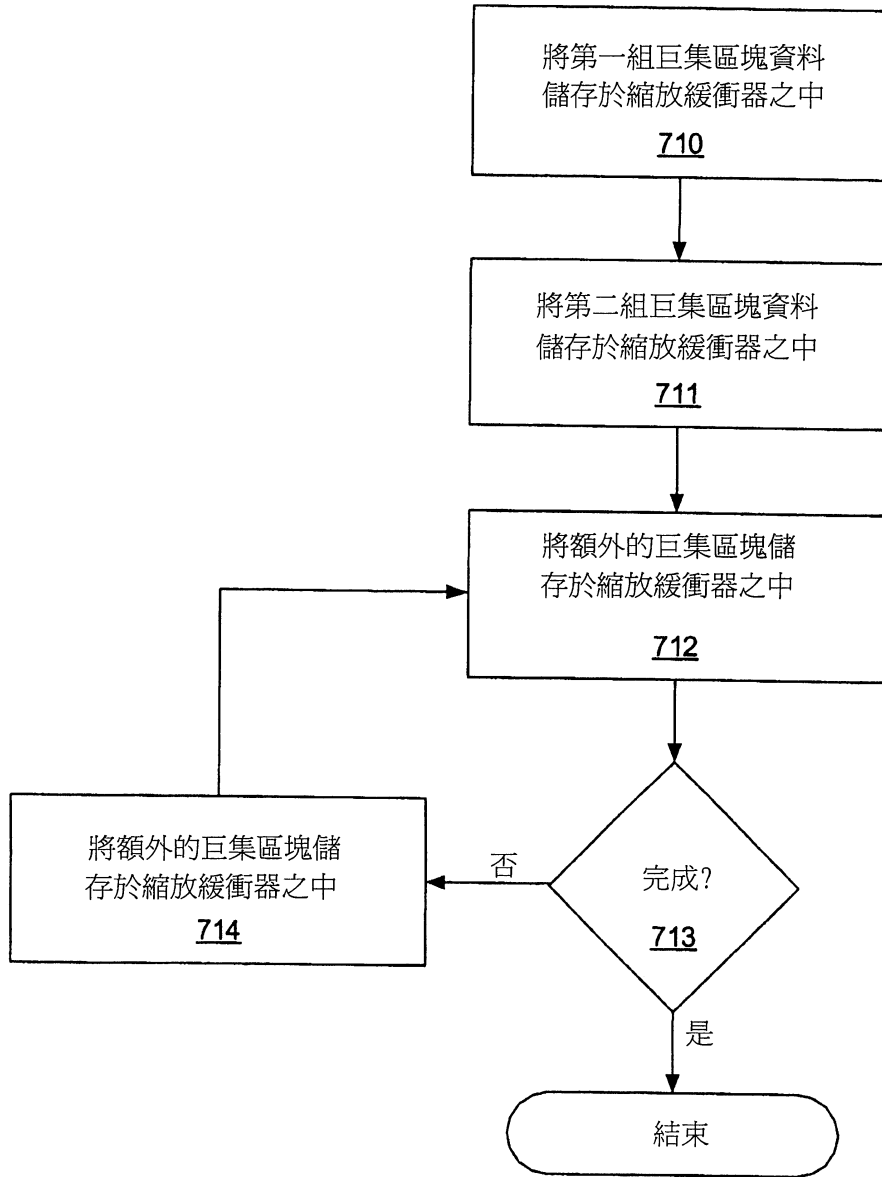 將第一組巨集區塊資料
儲存於縮放緩衝器之中
710
將第二組巨集區塊資料
儲存於縮放緩衝器之中
711
將額外的巨集區塊儲
存於縮放緩衝器之中
712
將額外的巨集區塊儲
存於縮放緩衝器之中
714
否
完成?
713
是
結束